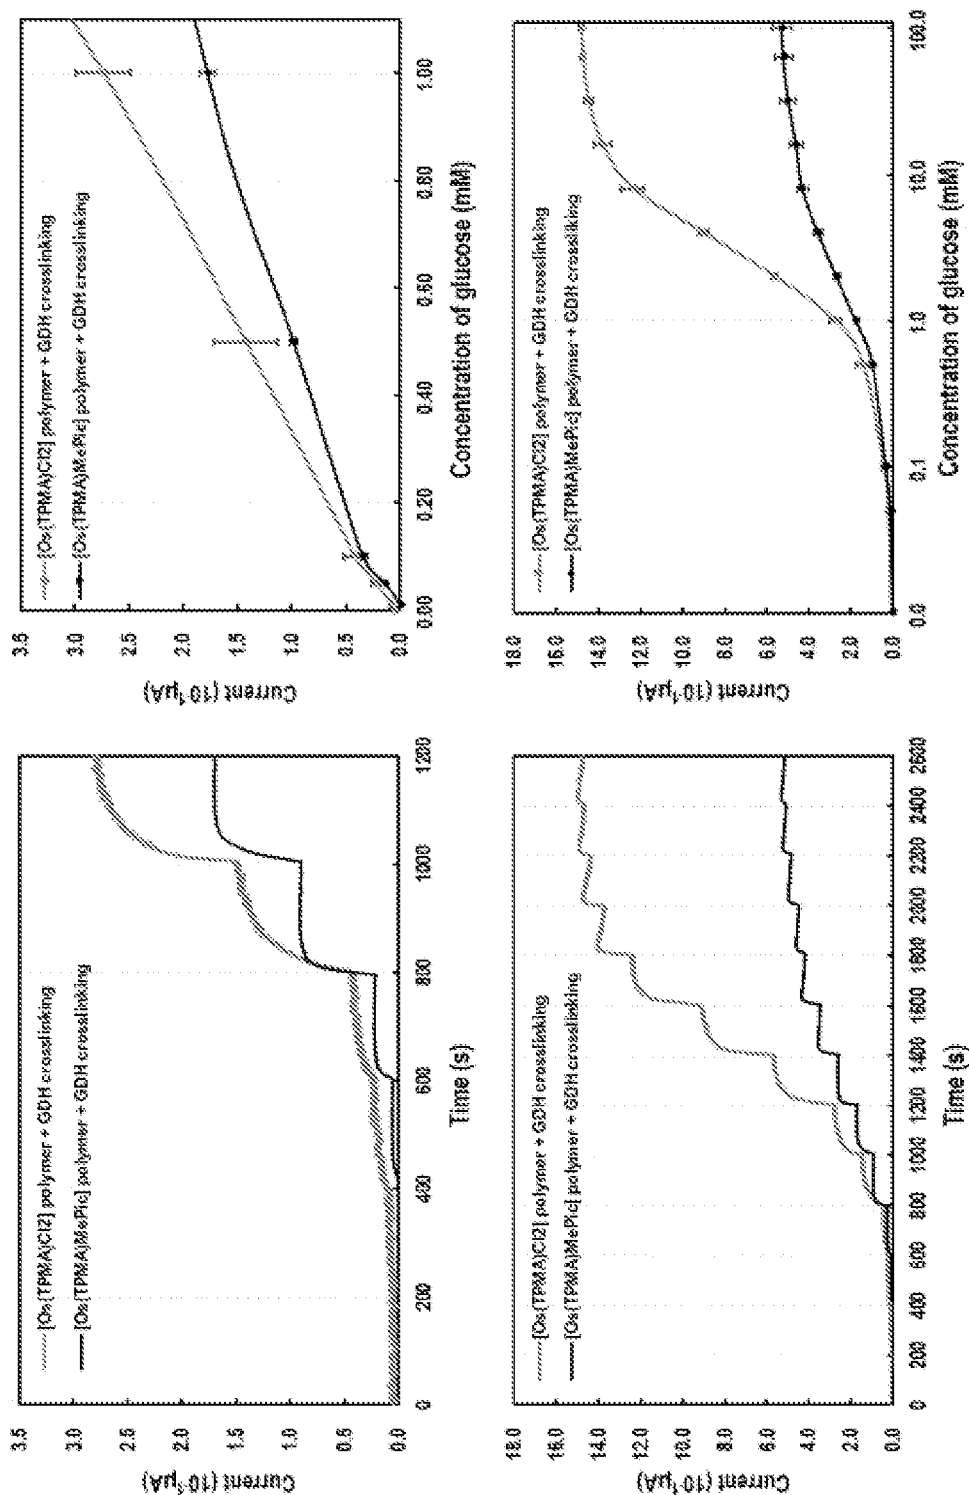 3.5
3.0
2.5
2.0
1.5
1.0
0.5
0.0
Current (10⁻¹µA)
[Os(TPMA)Cl2] polymer + GDH crosslinking
[Os(TPMA)MePic] polymer + GDH crosslinking
0 200 400 600 800 1000 1200
Time (s)
3.5
3.0
2.5
2.0
1.5
1.0
0.5
0.0
Current (10⁻¹µA)
[Os(TPMA)Cl2] polymer + GDH crosslinking
[Os(TPMA)MePic] polymer + GDH crosslinking
0.00 0.20 0.40 0.60 0.80 1.00
Concentration of glucose (mM)
18.0
16.0
14.0
12.0
10.0
8.0
6.0
4.0
2.0
0.0
Current (10⁻¹µA)
[Os(TPMA)Cl2] polymer + GDH crosslinking
[Os(TPMA)MePic] polymer + GDH crosslinking
0 200 400 600 800 1000 1200 1400 1600 1800 2000 2200 2400 2600
Time (s)
18.0
16.0
14.0
12.0
10.0
8.0
6.0
4.0
2.0
0.0
Current (10⁻¹µA)
[Os(TPMA)Cl2] polymer + GDH crosslinking
[Os(TPMA)MePic] polymer + GDH crossliking
0.0 0.1 1.0 10.0 100.0
Concentration of glucose (mM)